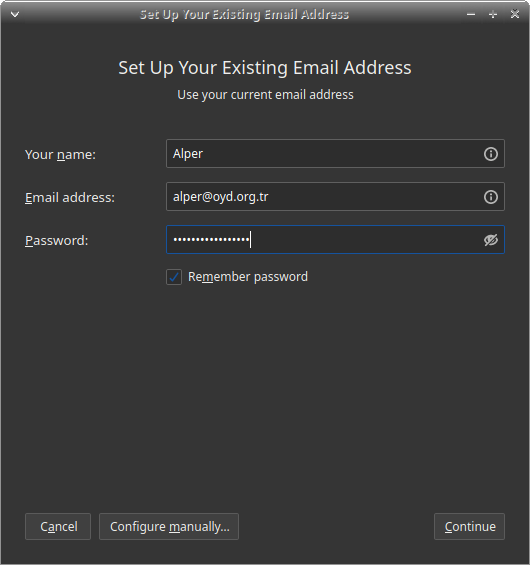 Set Up Your Existing Email Address
Set Up Your Existing Email Address
Use your current email address
Your name: Alper
Email address: alper@oyd.org.tr
Password: •••••••••••••••••
Remember password
Cancel Configure manually... Continue